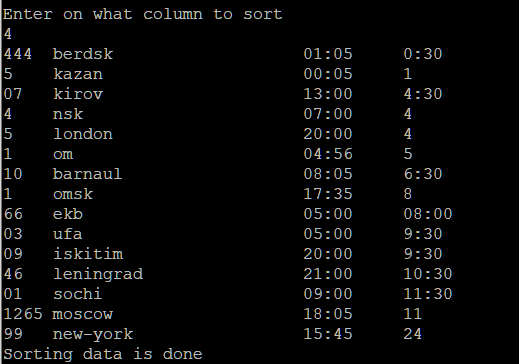 Enter on what column to sort
4
444 berdsk 01:05 0:30
5 kazan 00:05 1
07 kirov 13:00 4:30
4 nsk 07:00 4
5 london 20:00 4
1 om 04:56 5
10 barnaul 08:05 6:30
1 omsk 17:35 8
66 ekb 05:00 08:00
03 ufa 05:00 9:30
09 iskitim 20:00 9:30
46 leningrad 21:00 10:30
01 sochi 09:00 11:30
1265 moscow 18:05 11
99 new-york 15:45 24
Sorting data is done